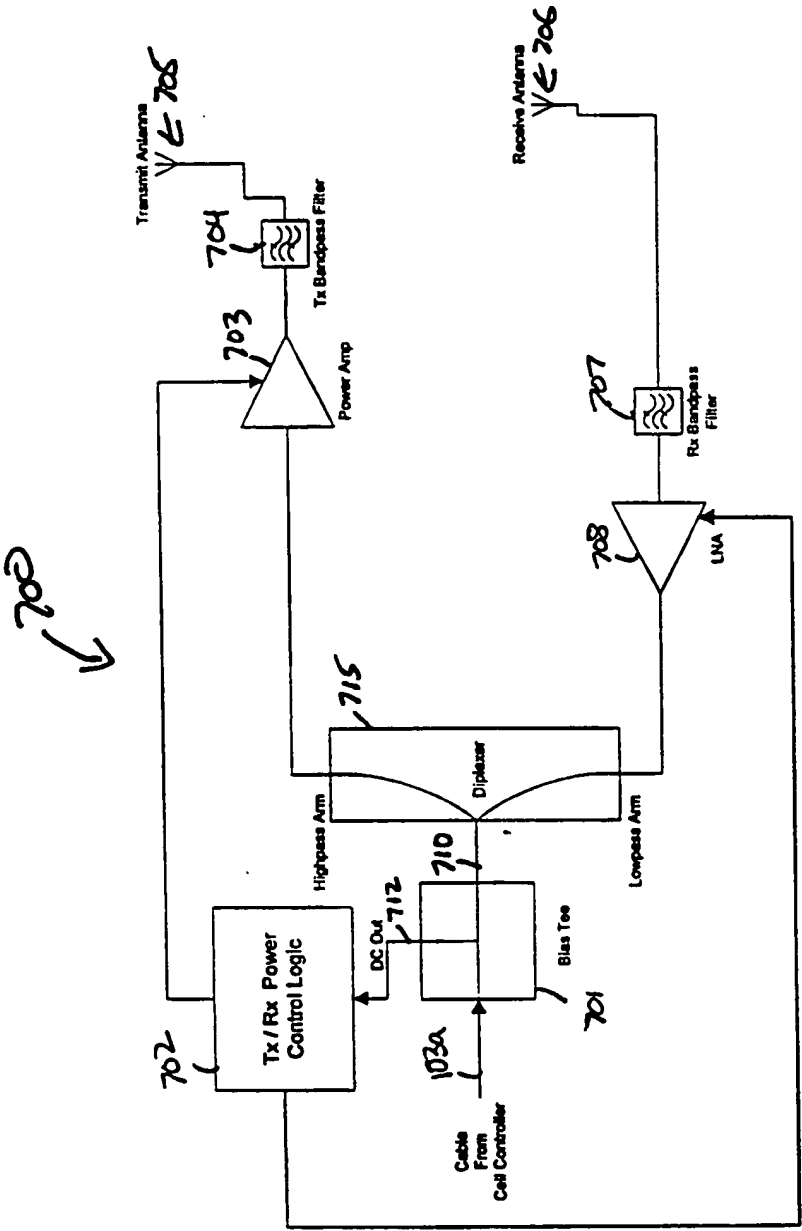 700
Transmit Antenna
705
704
Tx Bandpass Filter
703
Power Amp
702
Tx / Rx Power
Control Logic
Highpass Arm
715
Diplexer
Lowpass Arm
DC Out
712
710
Bias Tee
701
103a
Cable
From
Cell Controller
Receive Antenna
706
707
Rx Bandpass
Filter
708
LNA